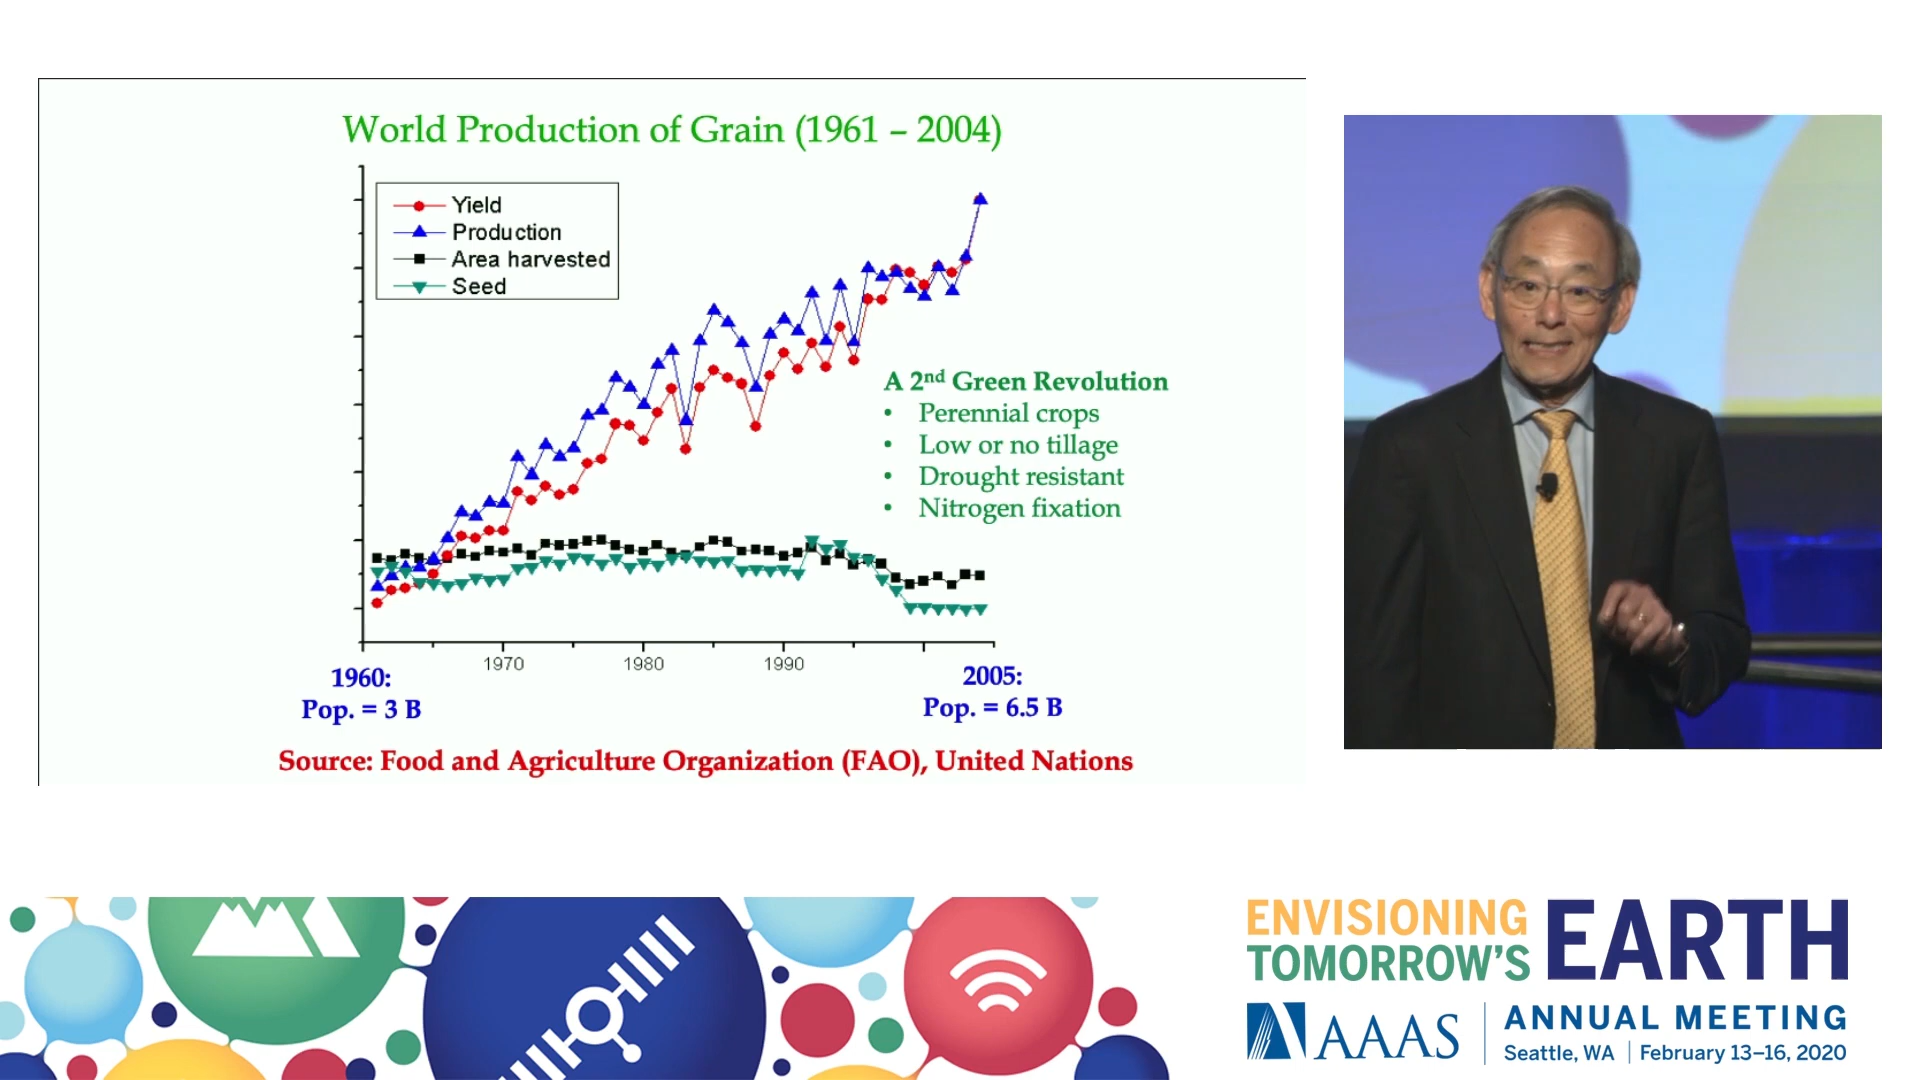 World Production of Grain (1961 – 2004)
Yield
Production
Area harvested
Seed
A 2nd Green Revolution
• Perennial crops
• Low or no tillage
• Drought resistant
• Nitrogen fixation
1970 1980 1990
1960:
Pop. = 3 B
2005:
Pop. = 6.5 B
Source: Food and Agriculture Organization (FAO), United Nations
ENVISIONING
TOMORROW'S
EARTH
AAAS
ANNUAL MEETING
Seattle, WA | February 13–16, 2020